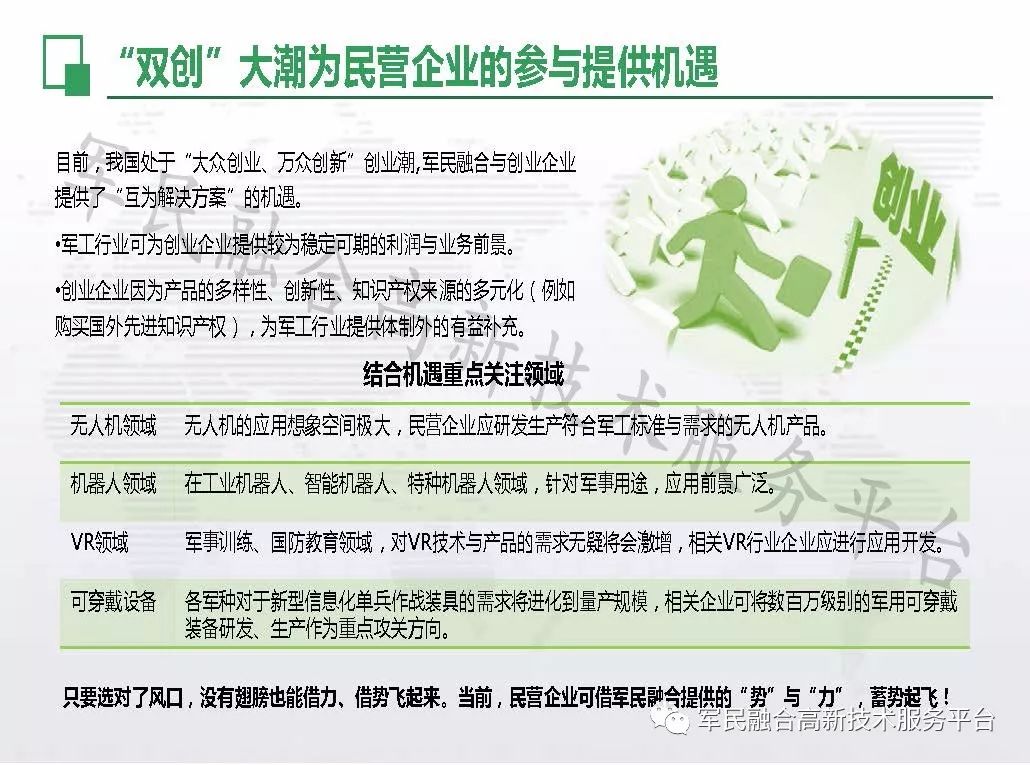 “双创”大潮为民营企业的参与提供机遇
目前，我国处于“大众创业、万众创新”创业潮,军民融合与创业企业
提供了“互为解决方案”的机遇。
•军工行业可为创业企业提供较为稳定可期的利润与业务前景。
•创业企业因为产品的多样性、创新性、知识产权来源的多元化（例如
购买国外先进知识产权），为军工行业提供体制外的有益补充。
创业
结合机遇重点关注领域
无人机领域 无人机的应用想象空间极大，民营企业应研发生产符合军工标准与需求的无人机产品。
机器人领域 在工业机器人、智能机器人、特种机器人领域，针对军事用途，应用前景广泛。
VR领域 军事训练、国防教育领域，对VR技术与产品的需求无疑将会激增，相关VR行业企业应进行应用开发。
可穿戴设备 各军种对于新型信息化单兵作战装具的需求将进化到量产规模，相关企业可将数百万级别的军用可穿戴
装备研发、生产作为重点攻关方向。
只要选对了风口，没有翅膀也能借力、借势飞起来。当前，民营企业可借军民融合提供的“势”与“力”，蓄势起飞！
军民融合高新技术服务平台
军民融合高新技术服务平台